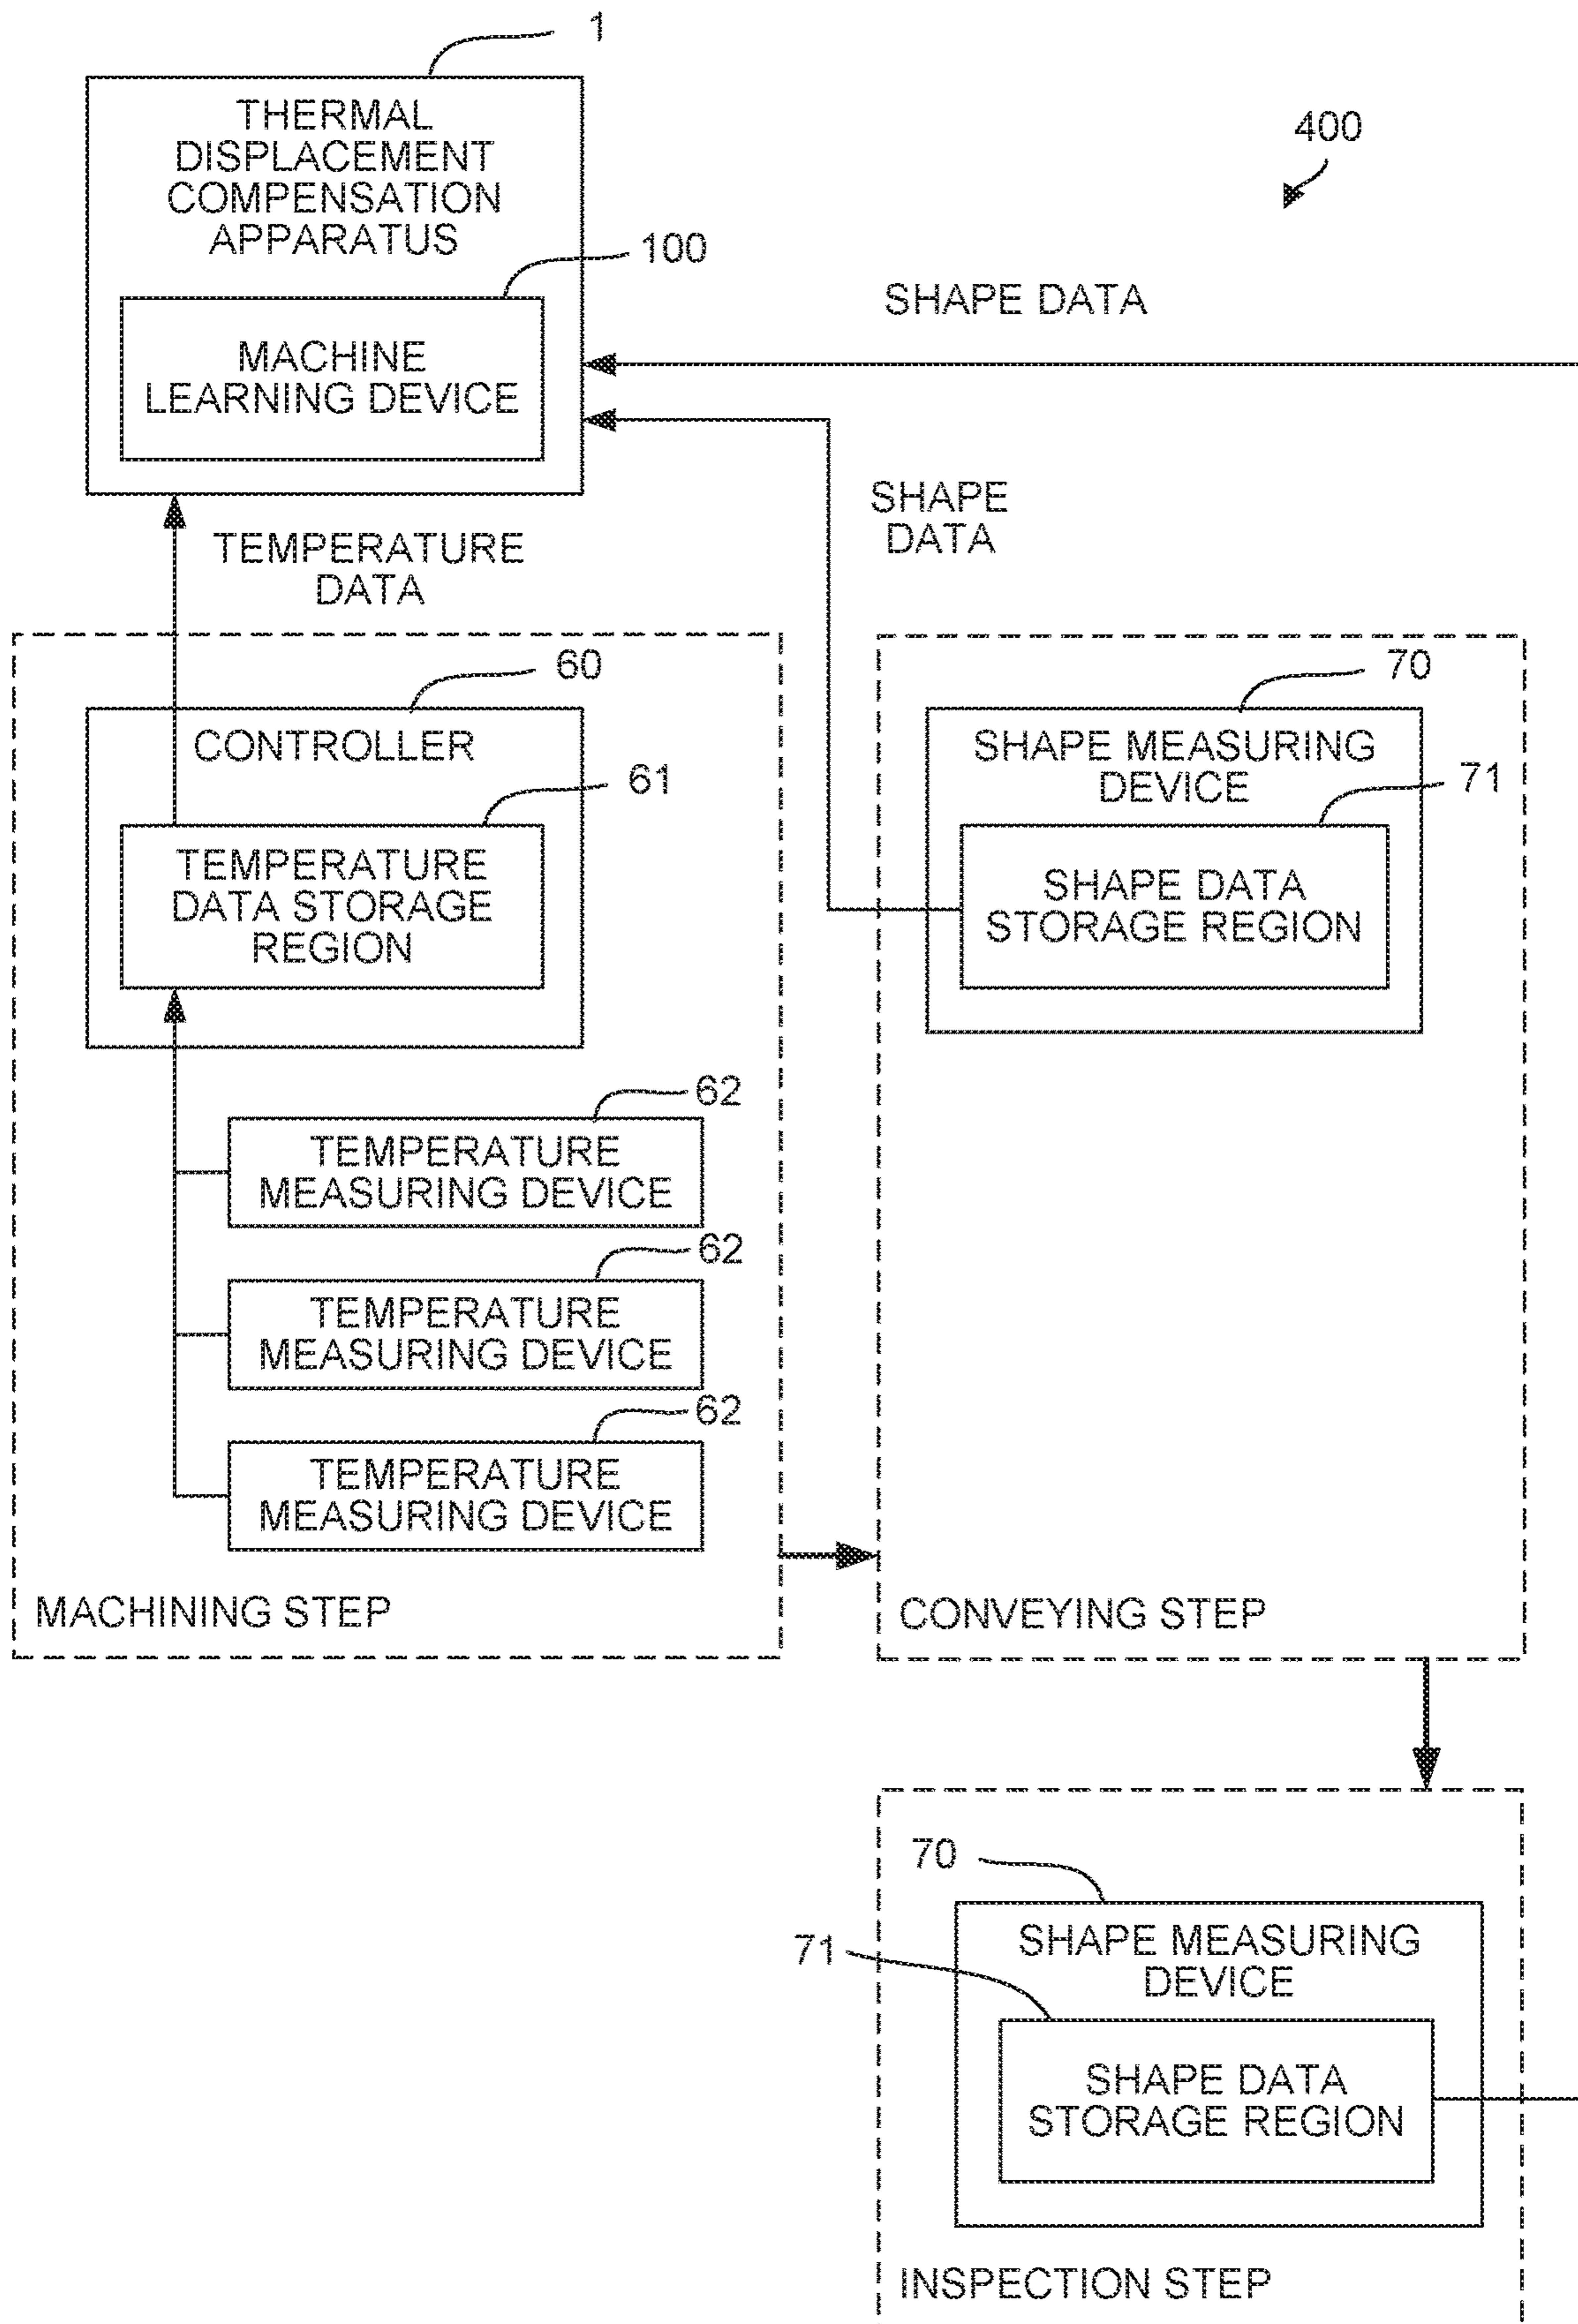 1
THERMAL
DISPLACEMENT
COMPENSATION
APPARATUS
400
100
MACHINE
LEARNING DEVICE
SHAPE DATA
SHAPE
DATA
TEMPERATURE
DATA
60
CONTROLLER
61
TEMPERATURE
DATA STORAGE
REGION
62
TEMPERATURE
MEASURING DEVICE
62
TEMPERATURE
MEASURING DEVICE
62
TEMPERATURE
MEASURING DEVICE
MACHINING STEP
70
SHAPE MEASURING
DEVICE
71
SHAPE DATA
STORAGE REGION
CONVEYING STEP
70
SHAPE MEASURING
DEVICE
71
SHAPE DATA
STORAGE REGION
INSPECTION STEP